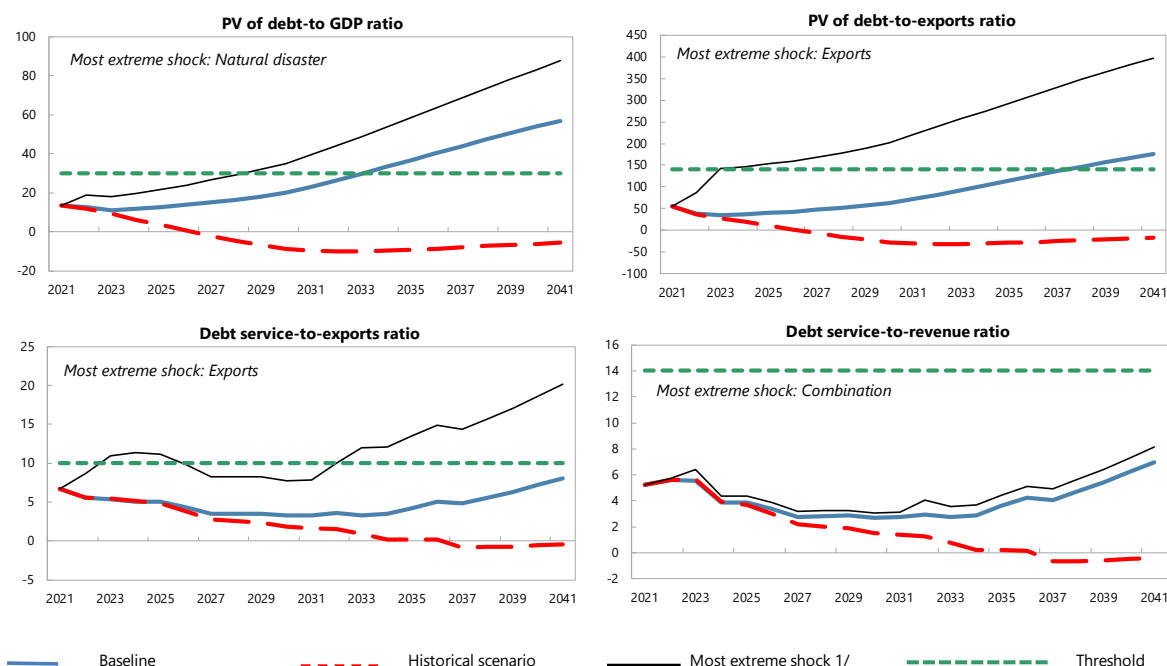 PV of debt-to GDP ratio
Most extreme shock: Natural disaster
100
80
60
40
20
0
-20
2021 2023 2025 2027 2029 2031 2033 2035 2037 2039 2041
PV of debt-to-exports ratio
Most extreme shock: Exports
450
400
350
300
250
200
150
100
50
0
-50
-100
2021 2023 2025 2027 2029 2031 2033 2035 2037 2039 2041
Debt service-to-exports ratio
Most extreme shock: Exports
25
20
15
10
5
0
-5
2021 2023 2025 2027 2029 2031 2033 2035 2037 2039 2041
Debt service-to-revenue ratio
16
14
Most extreme shock: Combination
12
10
8
6
4
2
0
-2
2021 2023 2025 2027 2029 2031 2033 2035 2037 2039 2041
Baseline Historical scenario Most extreme shock 1/ Threshold